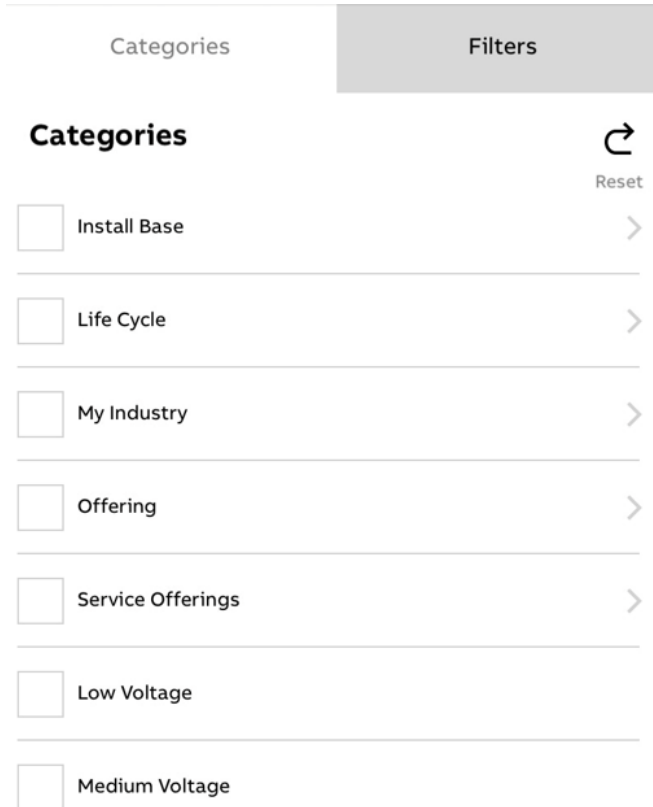 Categories
Filters
Categories
Reset
Install Base
Life Cycle
My Industry
Offering
Service Offerings
Low Voltage
Medium Voltage